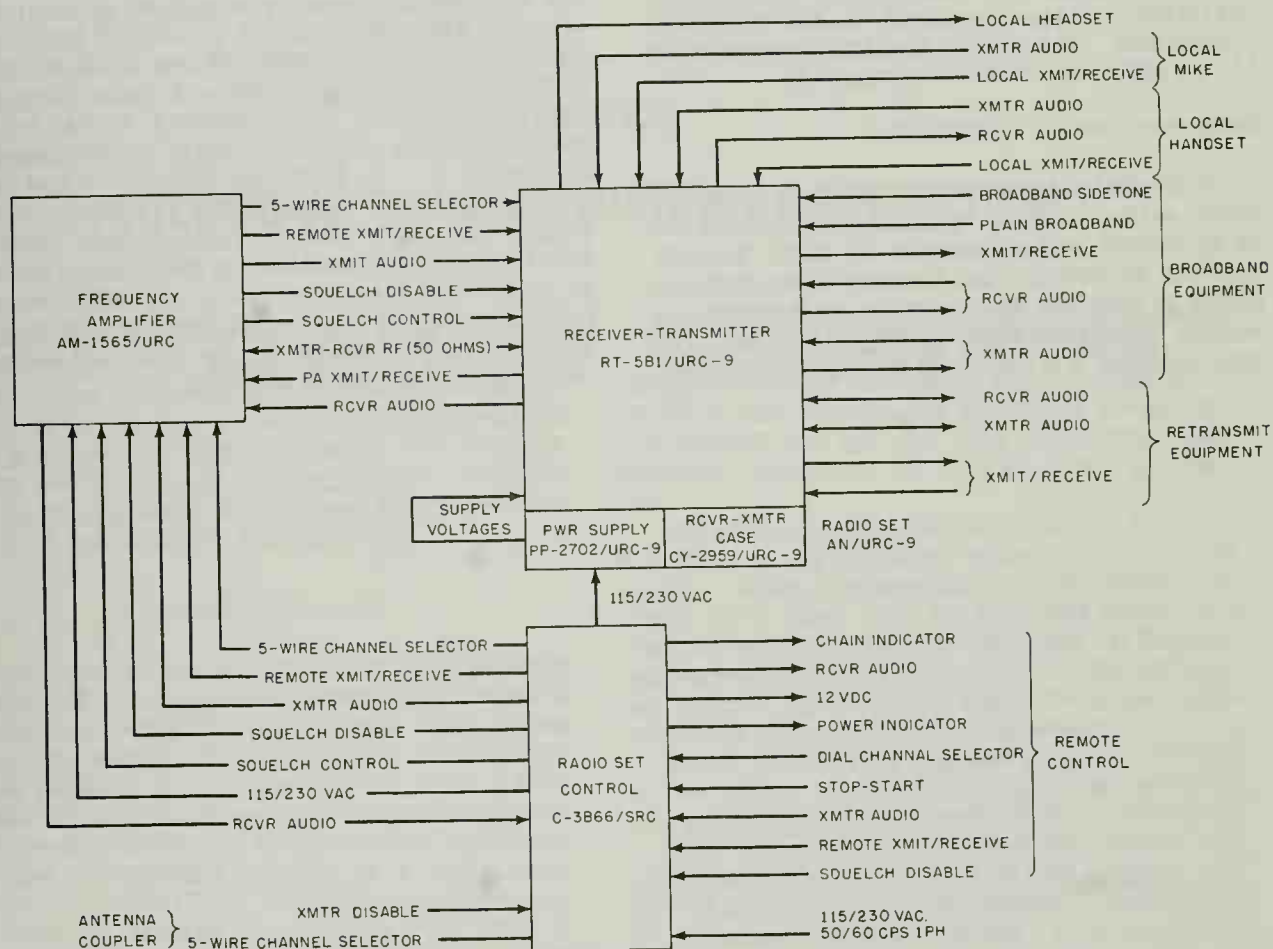 LOCAL HEADSET
XMTR AUDIO
LOCAL XMIT/RECEIVE
LOCAL
MIKE
XMTR AUDIO
RCVR AUDIO
LOCAL XMIT/RECEIVE
LOCAL
HANDSET
BROADBAND SIDETONE
PLAIN BROADBAND
XMIT/RECEIVE
RCVR AUDIO
XMTR AUDIO
BROADBAND
EQUIPMENT
RCVR AUDIO
XMTR AUDIO
XMIT/RECEIVE
RETRANSMIT
EQUIPMENT
FREQUENCY
AMPLIFIER
AM-1565/URC
5-WIRE CHANNEL SELECTOR
REMOTE XMIT/RECEIVE
XMIT AUDIO
SQUELCH DISABLE
SQUELCH CONTROL
XMTR-RCVR RF (50 OHMS)
PA XMIT/RECEIVE
RCVR AUDIO
RECEIVER-TRANSMITTER
RT-5B1/URC-9
SUPPLY
VOLTAGES
PWR SUPPLY
PP-2702/URC-9
RCVR-XMTR
CASE
CY-2959/URC-9
RADIO SET
AN/URC-9
115/230 VAC
5-WIRE CHANNEL SELECTOR
REMOTE XMIT/RECEIVE
XMTR AUDIO
SQUELCH DISABLE
SQUELCH CONTROL
115/230 VAC
RCVR AUDIO
RADIO SET
CONTROL
C-3B66/SRC
CHAIN INDICATOR
RCVR AUDIO
12 VDC
POWER INDICATOR
DIAL CHANNAL SELECTOR
STOP-START
XMTR AUDIO
REMOTE XMIT/RECEIVE
SQUELCH DISABLE
REMOTE
CONTROL
ANTENNA
COUPLER
XMTR DISABLE
5-WIRE CHANNEL SELECTOR
115/230 VAC.
50/60 CPS 1PH